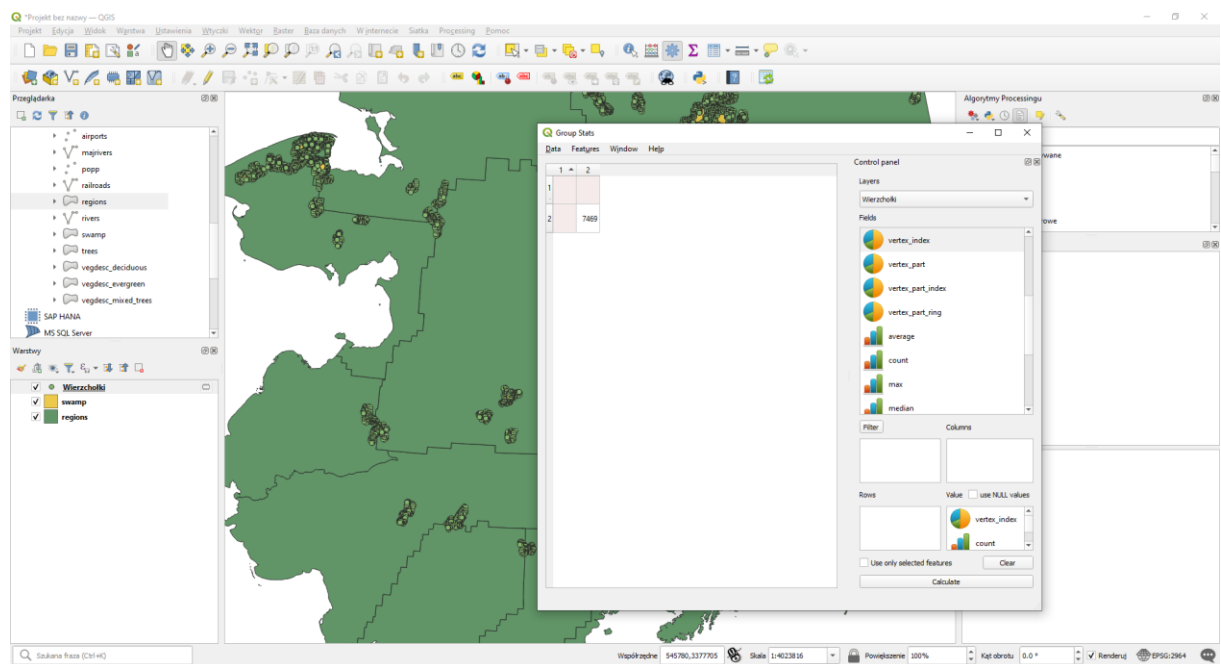 *Projekt bez nazwy — QGIS
Projekt Edycja Widok Warstwa Ustawienia Wtyczki Wektor Raster Baza danych W internecie Siatka Processing Pomoc
Przeglądarka
airports
majrivers
popp
railroads
regions
rivers
swamp
trees
vegdesc_deciduous
vegdesc_evergreen
vegdesc_mixed_trees
SAP HANA
MS SQL Server
Warstwy
Wierzchołki
swamp
regions
Group Stats
Data Features Window Help
1 2
1
2 7469
Control panel
Layers
Wierzchołki
Fields
vertex_index
vertex_part
vertex_part_index
vertex_part_ring
average
count
max
median
Filter Columns
Rows Value use NULL values
vertex_index
count
Use only selected features Clear
Calculate
Algorytmy Processingu
wane
owe
Szukana fraza (Ctrl+K)
Współrzędne 545780,3377705 Skala 1:4023816 Powiększenie 100% Kąt obrotu 0.0 ° Renderuj EPSG:2964